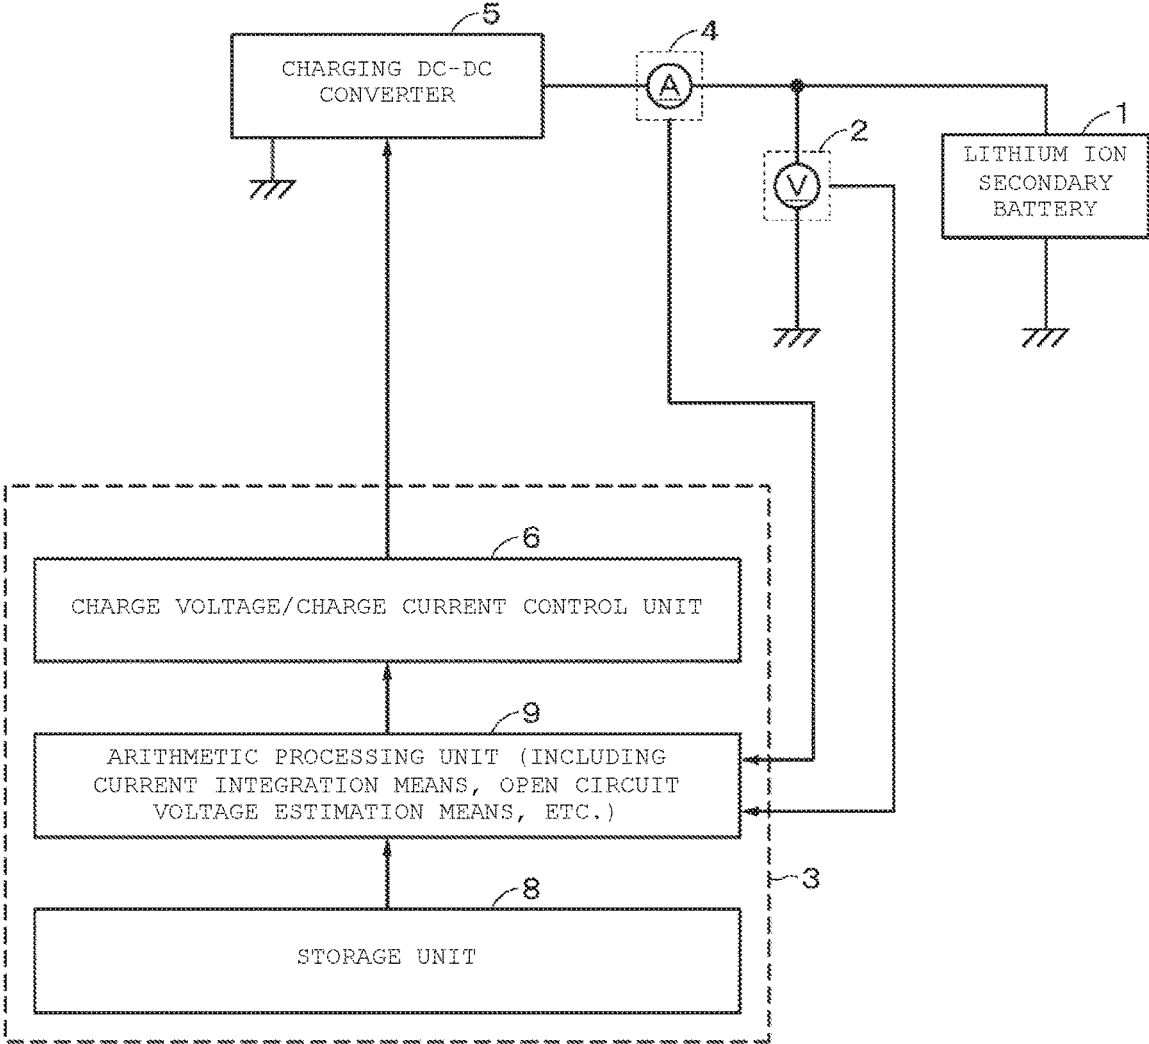 5
CHARGING DC-DC
CONVERTER
4
A
2
V
1
LITHIUM ION
SECONDARY
BATTERY
6
CHARGE VOLTAGE/CHARGE CURRENT CONTROL UNIT
9
ARITHMETIC PROCESSING UNIT (INCLUDING
CURRENT INTEGRATION MEANS, OPEN CIRCUIT
VOLTAGE ESTIMATION MEANS, ETC.)
3
8
STORAGE UNIT